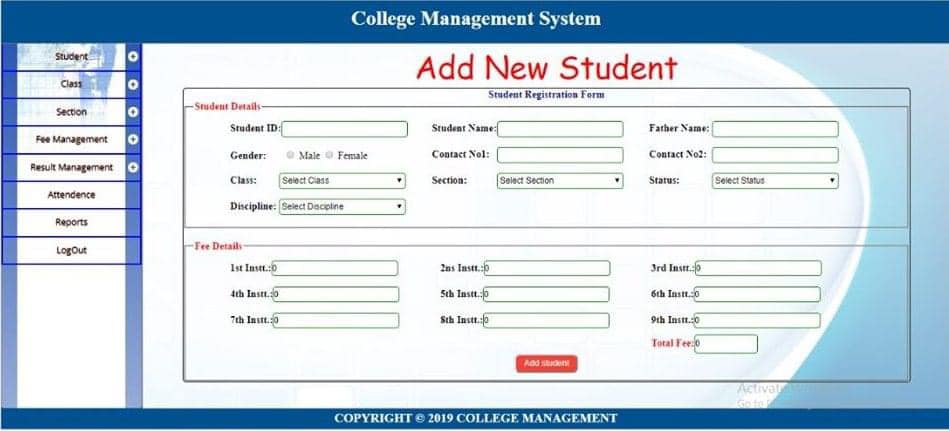 College Management System
Student
Class
Section
Fee Management
Result Management
Attendence
Reports
LogOut
Add New Student
Student Registration Form
Student Details
Student ID: Student Name: Father Name:
Gender: Male Female Contact No1: Contact No2:
Class: Select Class Section: Select Section Status: Select Status
Discipline: Select Discipline
Fee Details
1st Instt.:0 2ns Instt.:0 3rd Instt.:0
4th Instt.:0 5th Instt.:0 6th Instt.:0
7th Instt.:0 8th Instt.:0 9th Instt.:0
Total Fee:0
Add student
Activate
Go to
COPYRIGHT © 2019 COLLEGE MANAGEMENT